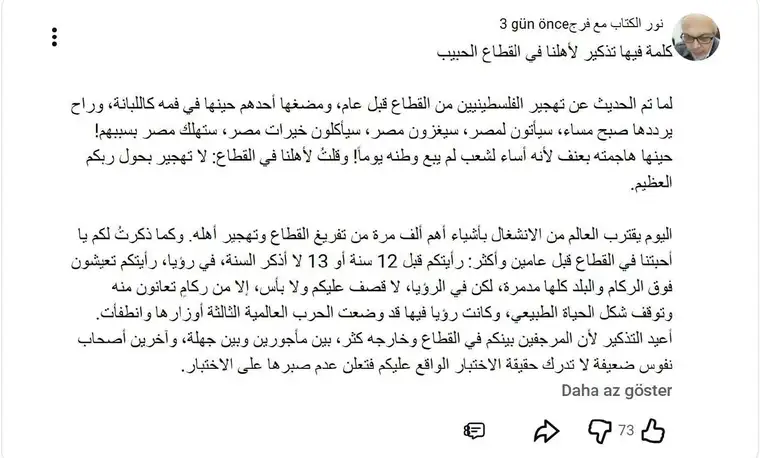 نور الكتاب مع فرج3 gün önce
كلمة فيها تذكير لأهلنا في القطاع الحبيب
لما تم الحديث عن تهجير الفلسطينيين من القطاع قبل عام، ومضغها أحدهم حينها في فمه كاللبانة، وراح
يرددها صبح مساء، سيأتون لمصر، سيغزون مصر، سيأكلون خيرات مصر، ستهلك مصر بسببهم!
حينها هاجمته بعنف لأنه أساء لشعب لم يبع وطنه يوماً! وقلتُ لأهلنا في القطاع: لا تهجير بحول ربكم
العظيم.
اليوم يقترب العالم من الانشغال بأشياء أهم ألف مرة من تفريغ القطاع وتهجير أهله. وكما ذكرتُ لكم يا
أحبتنا في القطاع قبل عامين وأكثر: رأيتكم قبل 12 سنة أو 13 لا أذكر السنة، في رؤيا، رأيتكم تعيشون
فوق الركام والبلد كلها مدمرة، لكن في الرؤيا، لا قصف عليكم ولا بأس، إلا من ركامٍ تعانون منه
وتوقف شكل الحياة الطبيعي، وكانت رؤيا فيها قد وضعت الحرب العالمية الثالثة أوزارها وانطفأت.
أعيد التذكير لأن المرجفين بينكم في القطاع وخارجه كثر، بين مأجورين وبين جهلة، وآخرين أصحاب
نفوس ضعيفة لا تدرك حقيقة الاختبار الواقع عليكم فتعلن عدم صبرها على الاختبار.
Daha az göster
73